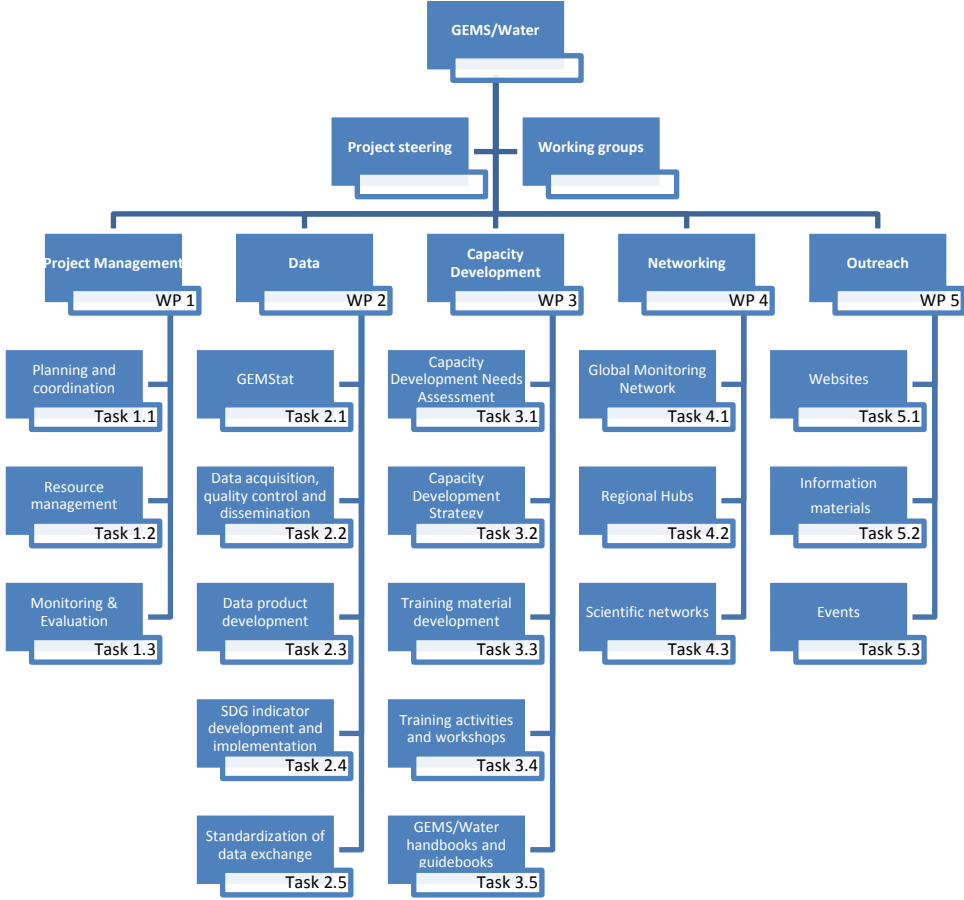 GEMS/Water
Project steering
Working groups
Project Management
WP 1
Data
WP 2
Capacity
Development
WP 3
Networking
WP 4
Outreach
WP 5
Planning and
coordination
Task 1.1
Resource
management
Task 1.2
Monitoring &
Evaluation
Task 1.3
GEMStat
Task 2.1
Data acquisition,
quality control and
dissemination
Task 2.2
Data product
development
Task 2.3
SDG indicator
development and
implementation
Task 2.4
Standardization of
data exchange
Task 2.5
Capacity
Development Needs
Assessment
Task 3.1
Capacity
Development
Strategy
Task 3.2
Training material
development
Task 3.3
Training activities
and workshops
Task 3.4
GEMS/Water
handbooks and
guidebooks
Task 3.5
Global Monitoring
Network
Task 4.1
Regional Hubs
Task 4.2
Scientific networks
Task 4.3
Websites
Task 5.1
Information
materials
Task 5.2
Events
Task 5.3